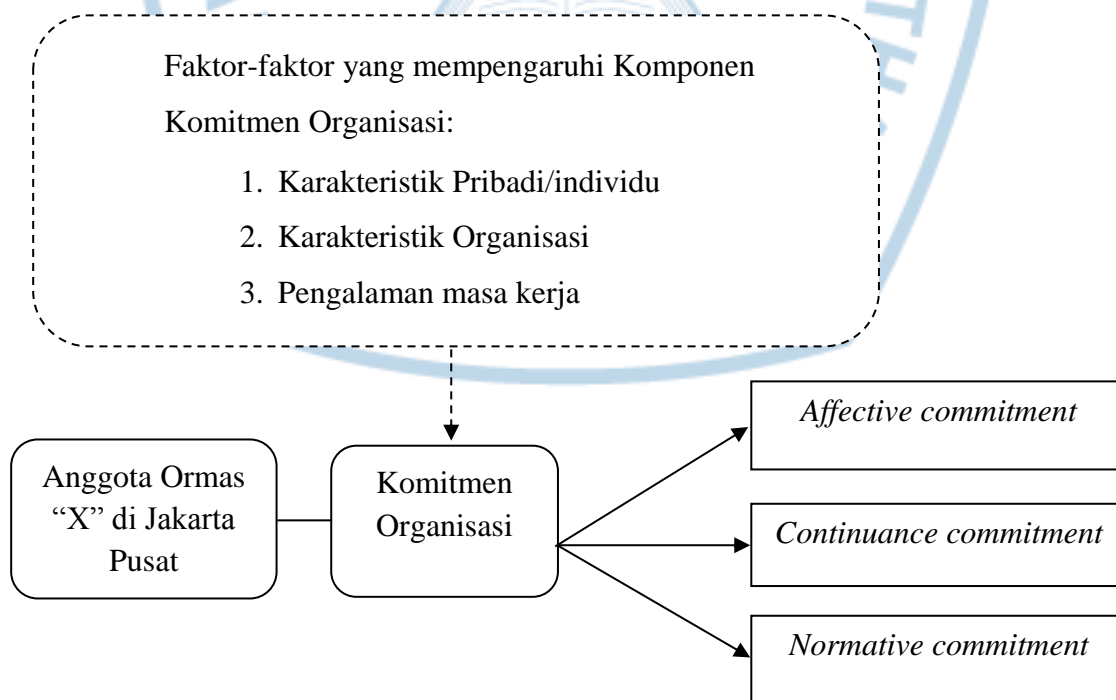 Faktor-faktor yang mempengaruhi Komponen
Komitmen Organisasi:
1. Karakteristik Pribadi/individu
2. Karakteristik Organisasi
3. Pengalaman masa kerja
Anggota Ormas
“X” di Jakarta
Pusat
Komitmen
Organisasi
Affective commitment
Continuance commitment
Normative commitment